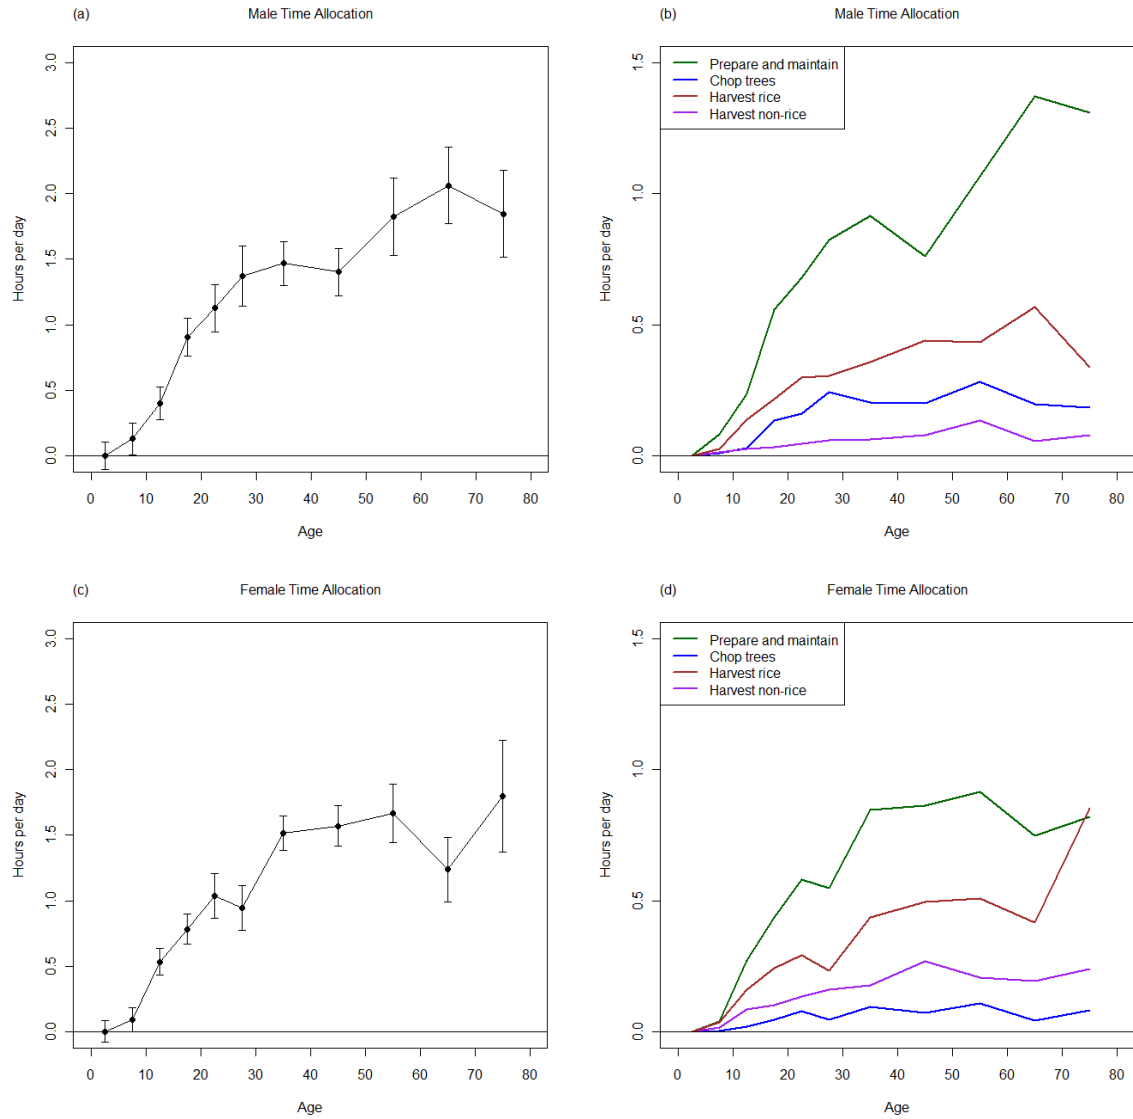 (a) Male Time Allocation
3.0
2.5
2.0
1.5
1.0
0.5
0.0
Hours per day
0 10 20 30 40 50 60 70 80
Age
(b) Male Time Allocation
Prepare and maintain
Chop trees
Harvest rice
Harvest non-rice
1.5
1.0
0.5
0.0
Hours per day
0 10 20 30 40 50 60 70 80
Age
(c) Female Time Allocation
3.0
2.5
2.0
1.5
1.0
0.5
0.0
Hours per day
0 10 20 30 40 50 60 70 80
Age
(d) Female Time Allocation
Prepare and maintain
Chop trees
Harvest rice
Harvest non-rice
1.5
1.0
0.5
0.0
Hours per day
0 10 20 30 40 50 60 70 80
Age